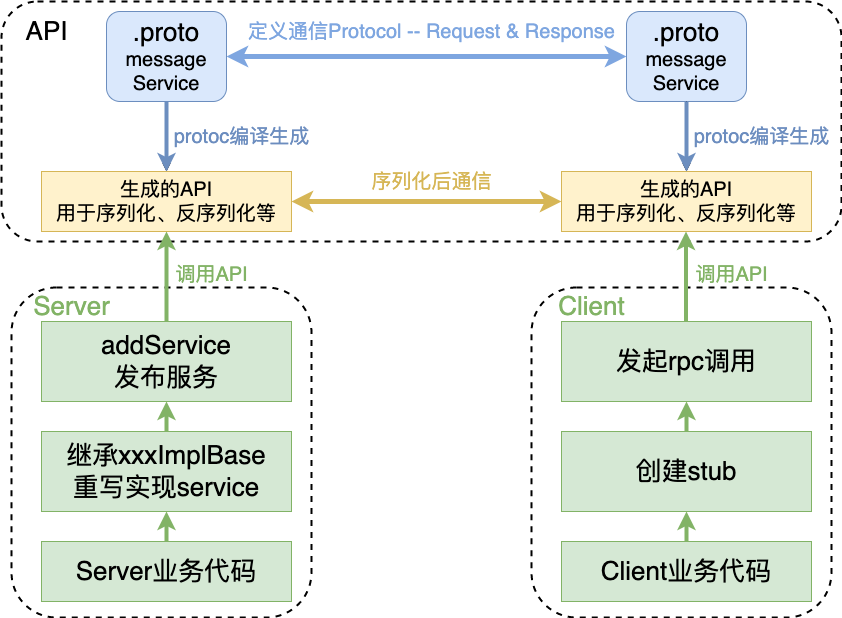 API
.proto
message
Service
定义通信Protocol -- Request & Response
.proto
message
Service
protoc编译生成
protoc编译生成
生成的API
用于序列化、反序列化等
序列化后通信
生成的API
用于序列化、反序列化等
调用API
调用API
Server
addService
发布服务
继承xxxImplBase
重写实现service
Server业务代码
Client
发起rpc调用
创建stub
Client业务代码